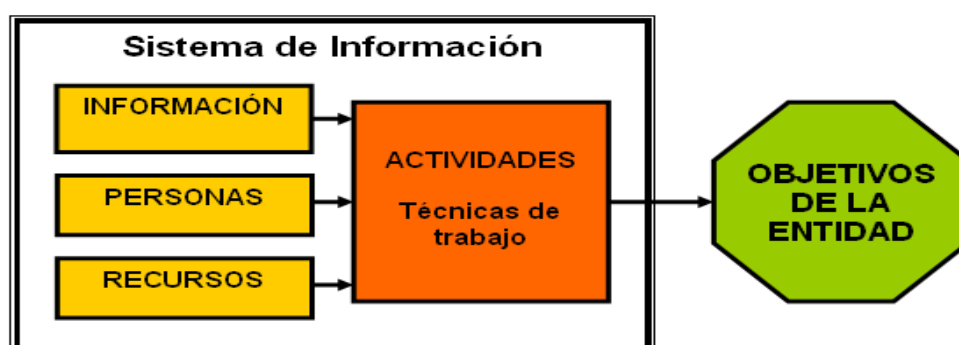 Sistema de Información
INFORMACIÓN
PERSONAS
RECURSOS
ACTIVIDADES
Técnicas de
trabajo
OBJETIVOS
DE LA
ENTIDAD